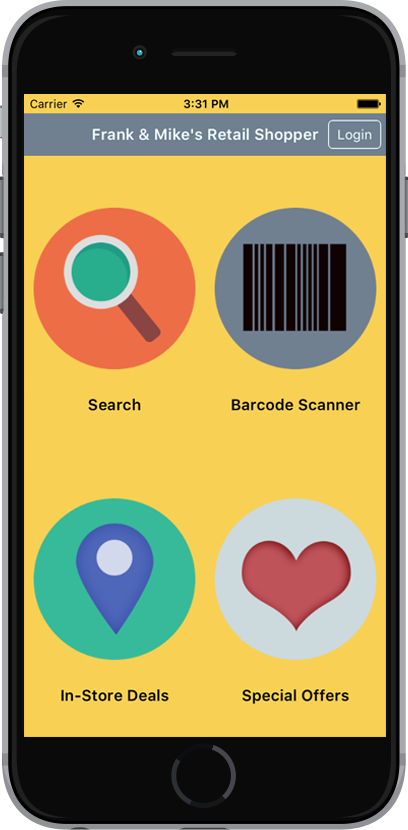 Carrier 3:31 PM
Frank & Mike's Retail Shopper Login
Search Barcode Scanner
In-Store Deals Special Offers